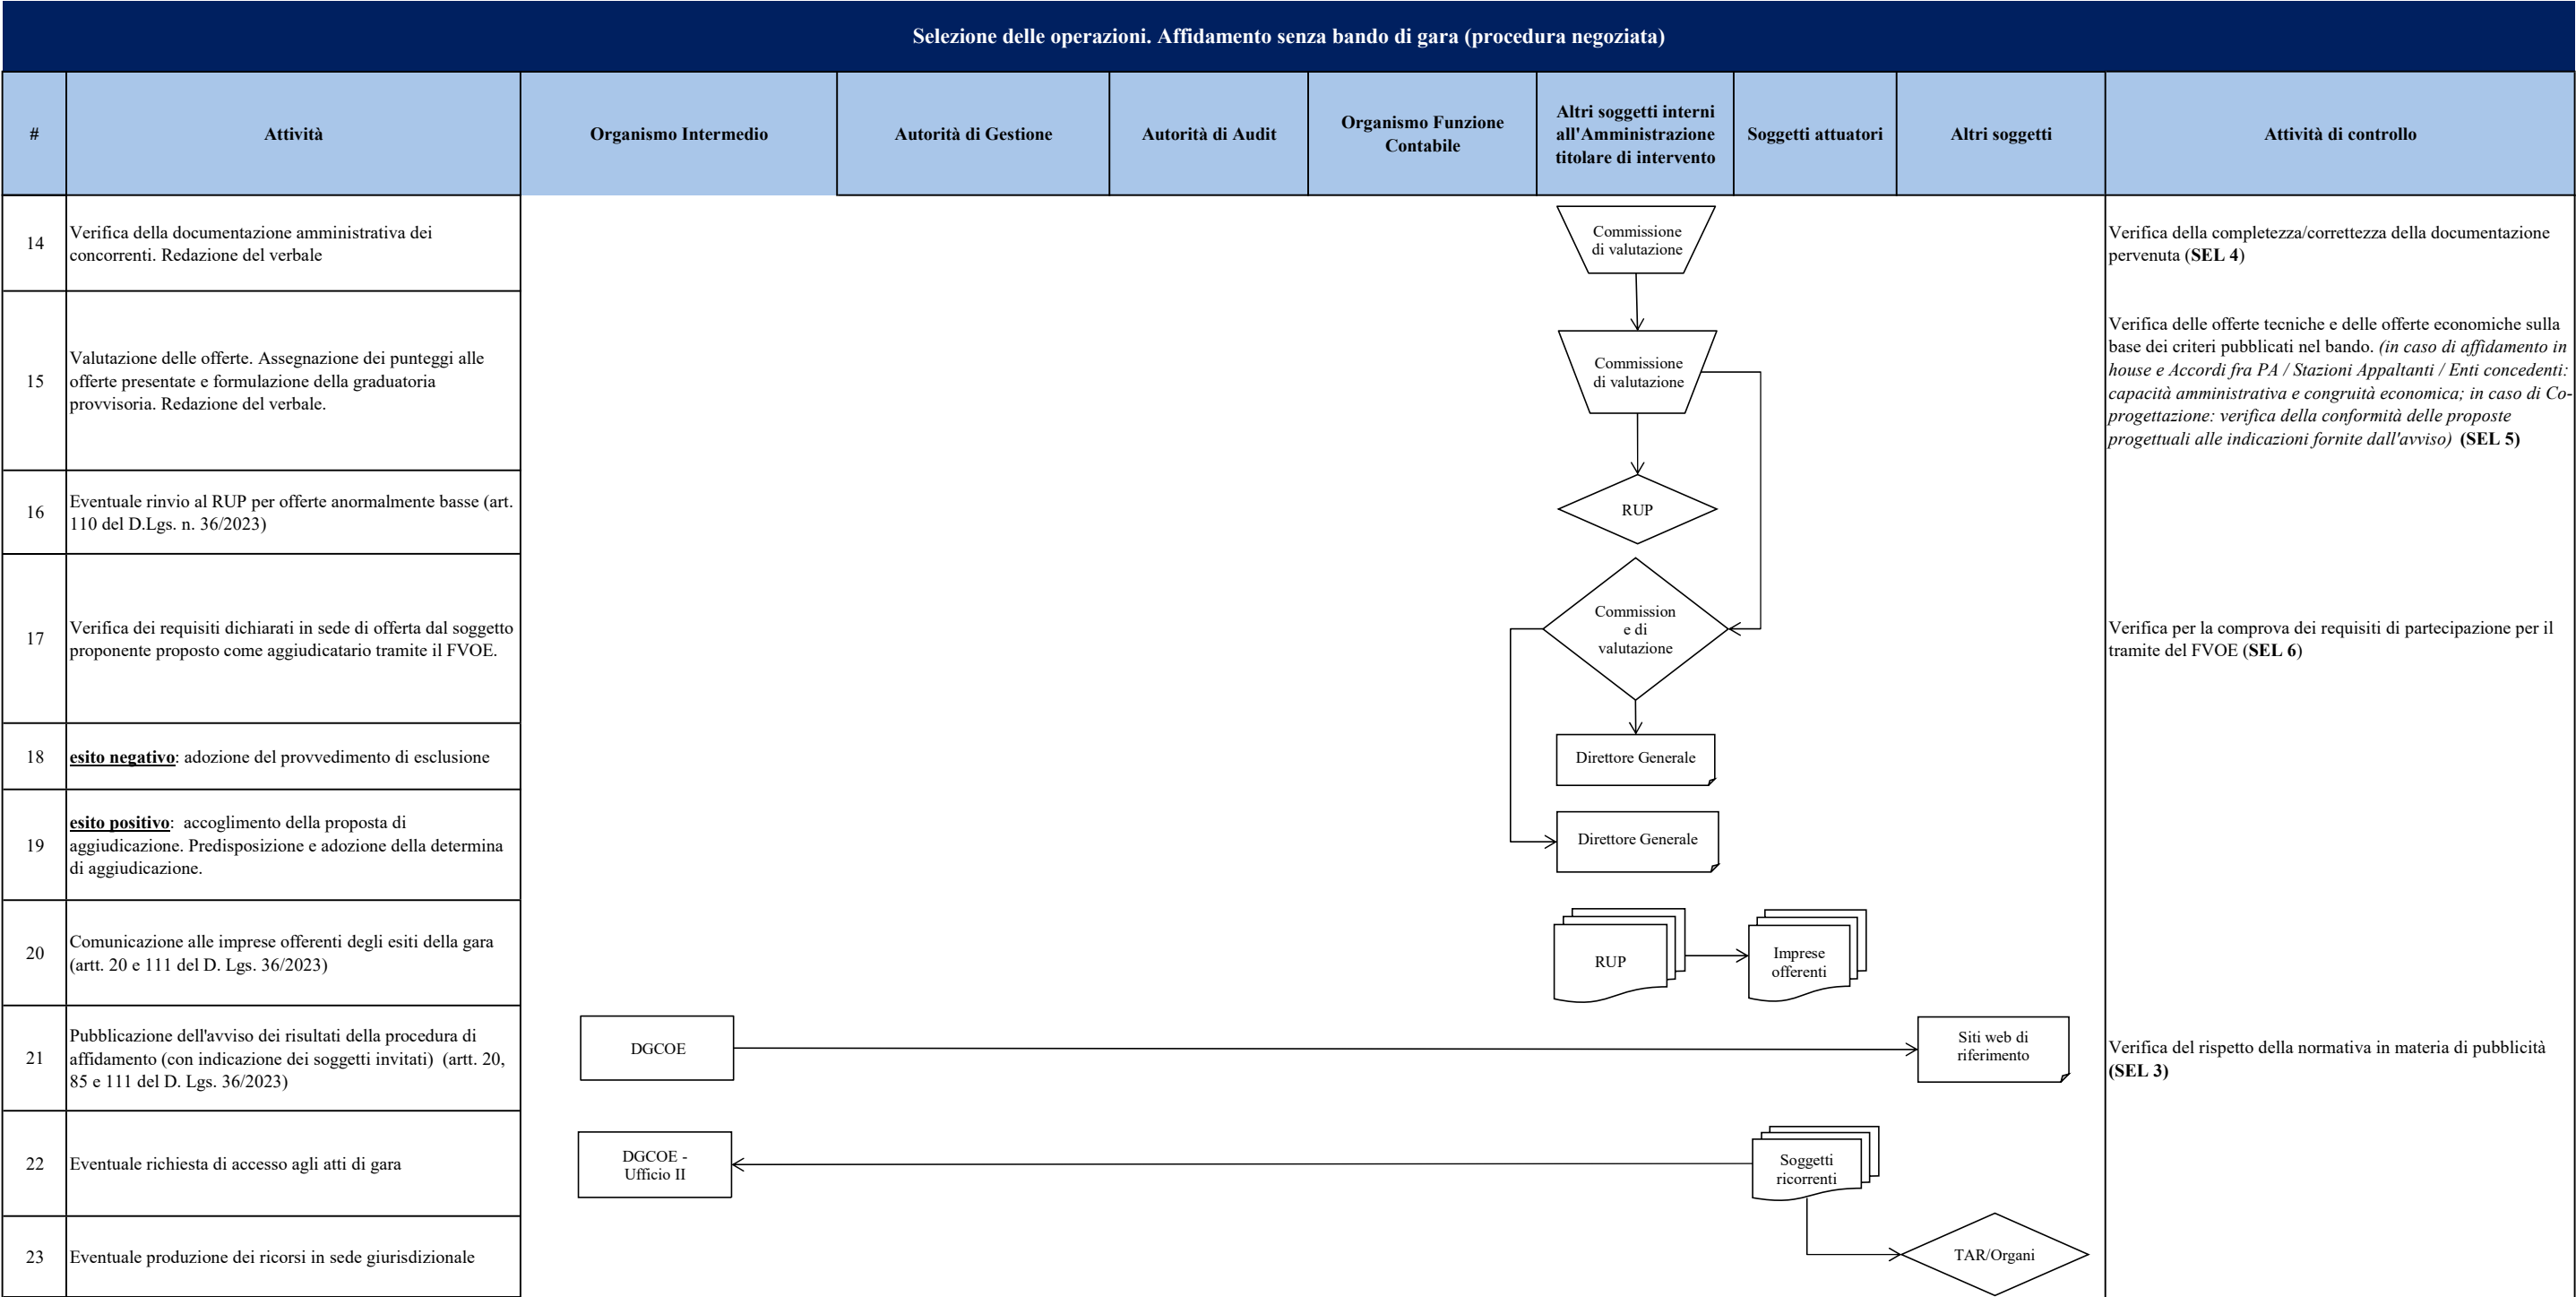 Selezione delle operazioni. Affidamento senza bando di gara (procedura negoziata)
#
Attività
Organismo Intermedio
Autorità di Gestione
Autorità di Audit
Organismo Funzione
Contabile
Altri soggetti interni
all'Amministrazione
titolare di intervento
Soggetti attuatori
Altri soggetti
Attività di controllo
14
Verifica della documentazione amministrativa dei
concorrenti. Redazione del verbale
Commissione
di valutazione
Verifica della completezza/correttezza della documentazione
pervenuta (SEL 4)
15
Valutazione delle offerte. Assegnazione dei punteggi alle
offerte presentate e formulazione della graduatoria
provvisoria. Redazione del verbale.
Commissione
di valutazione
Verifica delle offerte tecniche e delle offerte economiche sulla
base dei criteri pubblicati nel bando. (in caso di affidamento in
house e Accordi fra PA / Stazioni Appaltanti / Enti concedenti:
capacità amministrativa e congruità economica; in caso di Co-
progettazione: verifica della conformità delle proposte
progettuali alle indicazioni fornite dall'avviso) (SEL 5)
16
Eventuale rinvio al RUP per offerte anormalmente basse (art.
110 del D.Lgs. n. 36/2023)
RUP
17
Verifica dei requisiti dichiarati in sede di offerta dal soggetto
proponente proposto come aggiudicatario tramite il FVOE.
Commission
e di
valutazione
Verifica per la comprova dei requisiti di partecipazione per il
tramite del FVOE (SEL 6)
18
esito negativo: adozione del provvedimento di esclusione
Direttore Generale
19
esito positivo:  accoglimento della proposta di
aggiudicazione. Predisposizione e adozione della determina
di aggiudicazione.
Direttore Generale
20
Comunicazione alle imprese offerenti degli esiti della gara
(artt. 20 e 111 del D. Lgs. 36/2023)
RUP
Imprese
offerenti
21
Pubblicazione dell'avviso dei risultati della procedura di
affidamento (con indicazione dei soggetti invitati)  (artt. 20,
85 e 111 del D. Lgs. 36/2023)
DGCOE
Siti web di
riferimento
Verifica del rispetto della normativa in materia di pubblicità
(SEL 3)
22
Eventuale richiesta di accesso agli atti di gara
DGCOE -
Ufficio II
Soggetti
ricorrenti
23
Eventuale produzione dei ricorsi in sede giurisdizionale
TAR/Organi